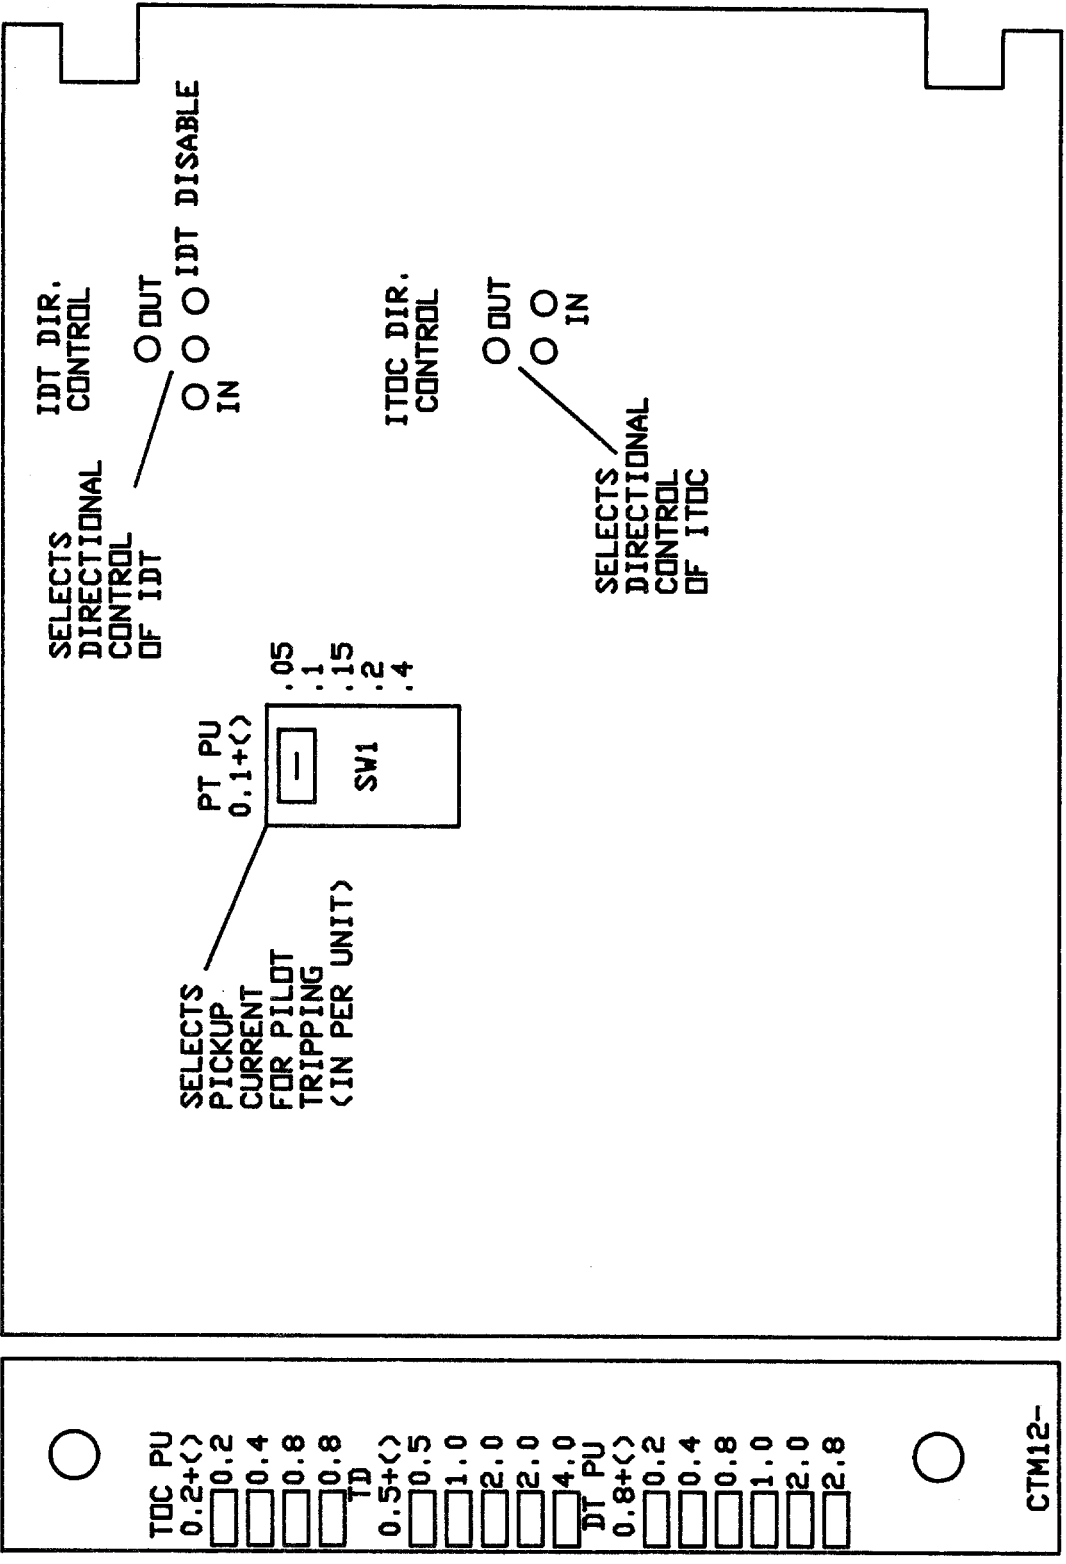 IDT DIR.
CONTROL
OUT
IDT DISABLE
IN
SELECTS
DIRECTIONAL
CONTROL
OF IDT
ITOC DIR.
CONTROL
OUT
IN
SELECTS
DIRECTIONAL
CONTROL
OF ITOC
PT PU
0.1+()
.05
.1
.15
.2
.4
SW1
SELECTS
PICKUP
CURRENT
FOR PILOT
TRIPPING
(IN PER UNIT)
TOC PU
0.2+()
0.2
0.4
0.8
0.8
TD
0.5+()
0.5
1.0
2.0
2.0
4.0
DT PU
0.8+()
0.2
0.4
0.8
1.0
2.0
2.8
CTM12-